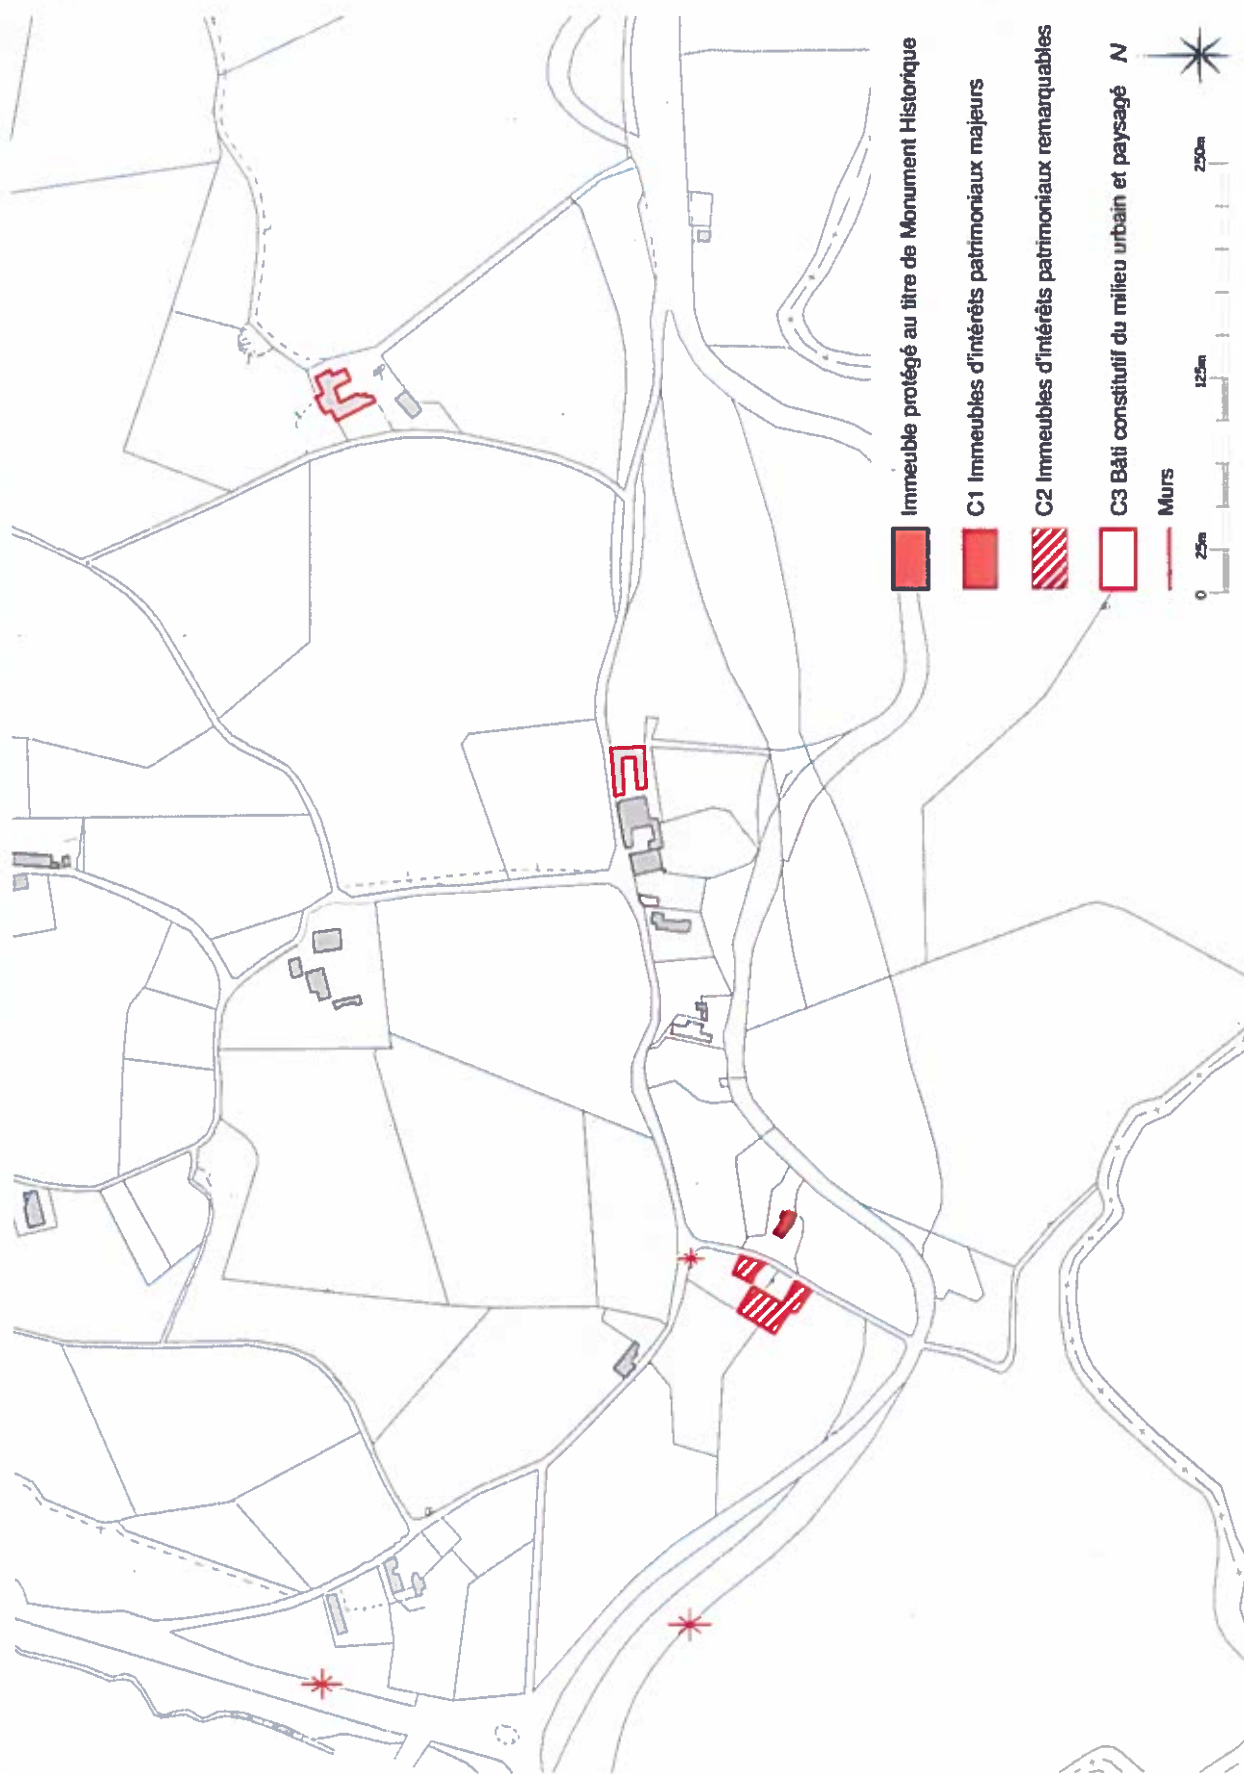 Immeuble protégé au titre de Monument Historique
C1 Immeubles d'intérêts patrimoniaux majeurs
C2 Immeubles d'intérêts patrimoniaux remarquables
C3 Bâti constitutif du milieu urbain et paysagé
Murs
N
0 25m 125m 250m